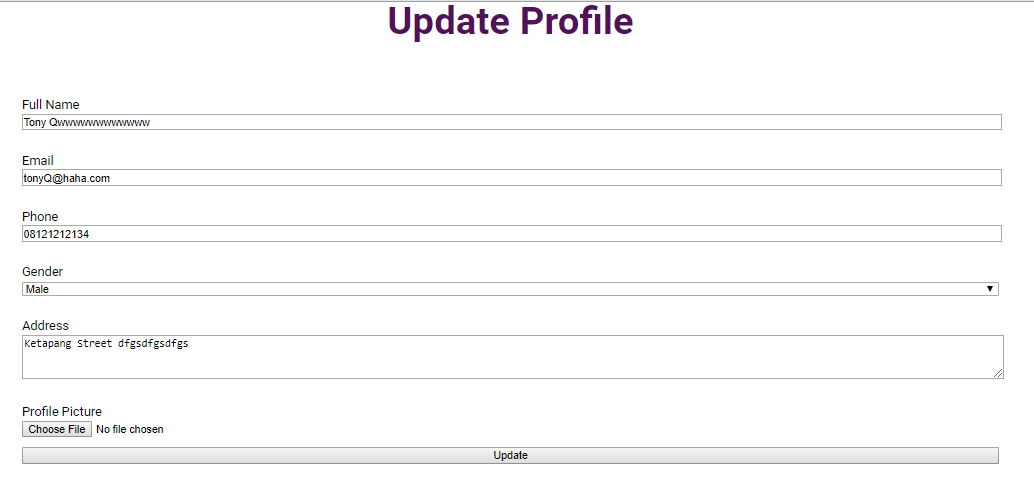 Update Profile
Full Name
Tony Qwwwwwwwwwwww
Email
tonyQ@haha.com
Phone
08121212134
Gender
Male
Address
Ketapang Street dfgsdfgsdfgs
Profile Picture
Choose File No file chosen
Update